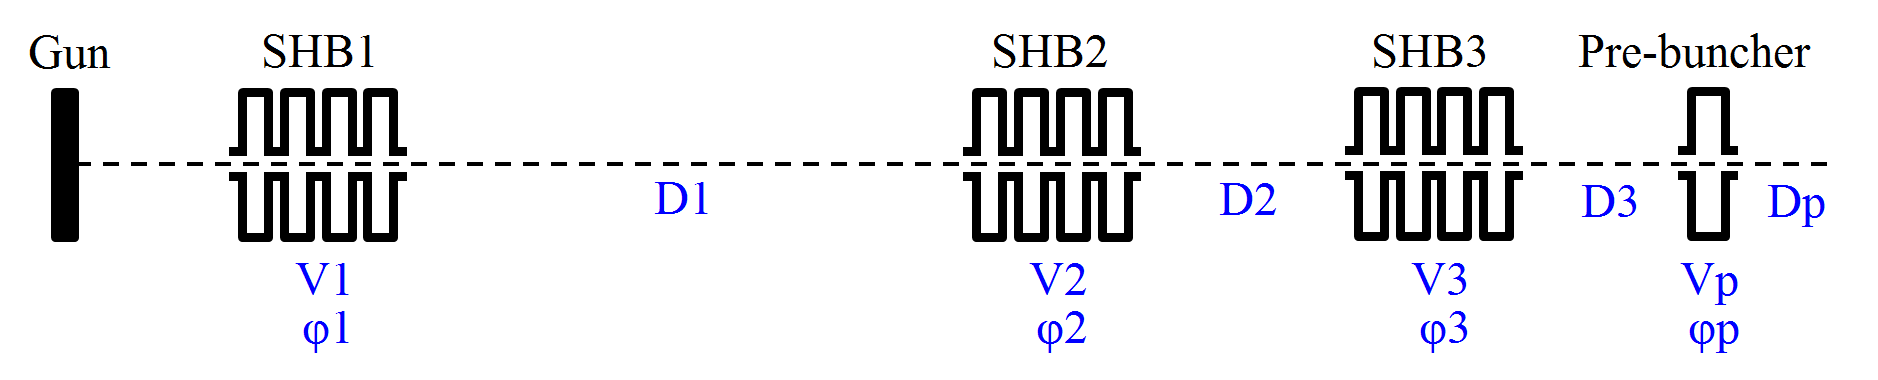 Gun SHB1 SHB2 SHB3 Pre-buncher
D1 D2 D3 Dp
V1 V2 V3 Vp
φ1 φ2 φ3 φp